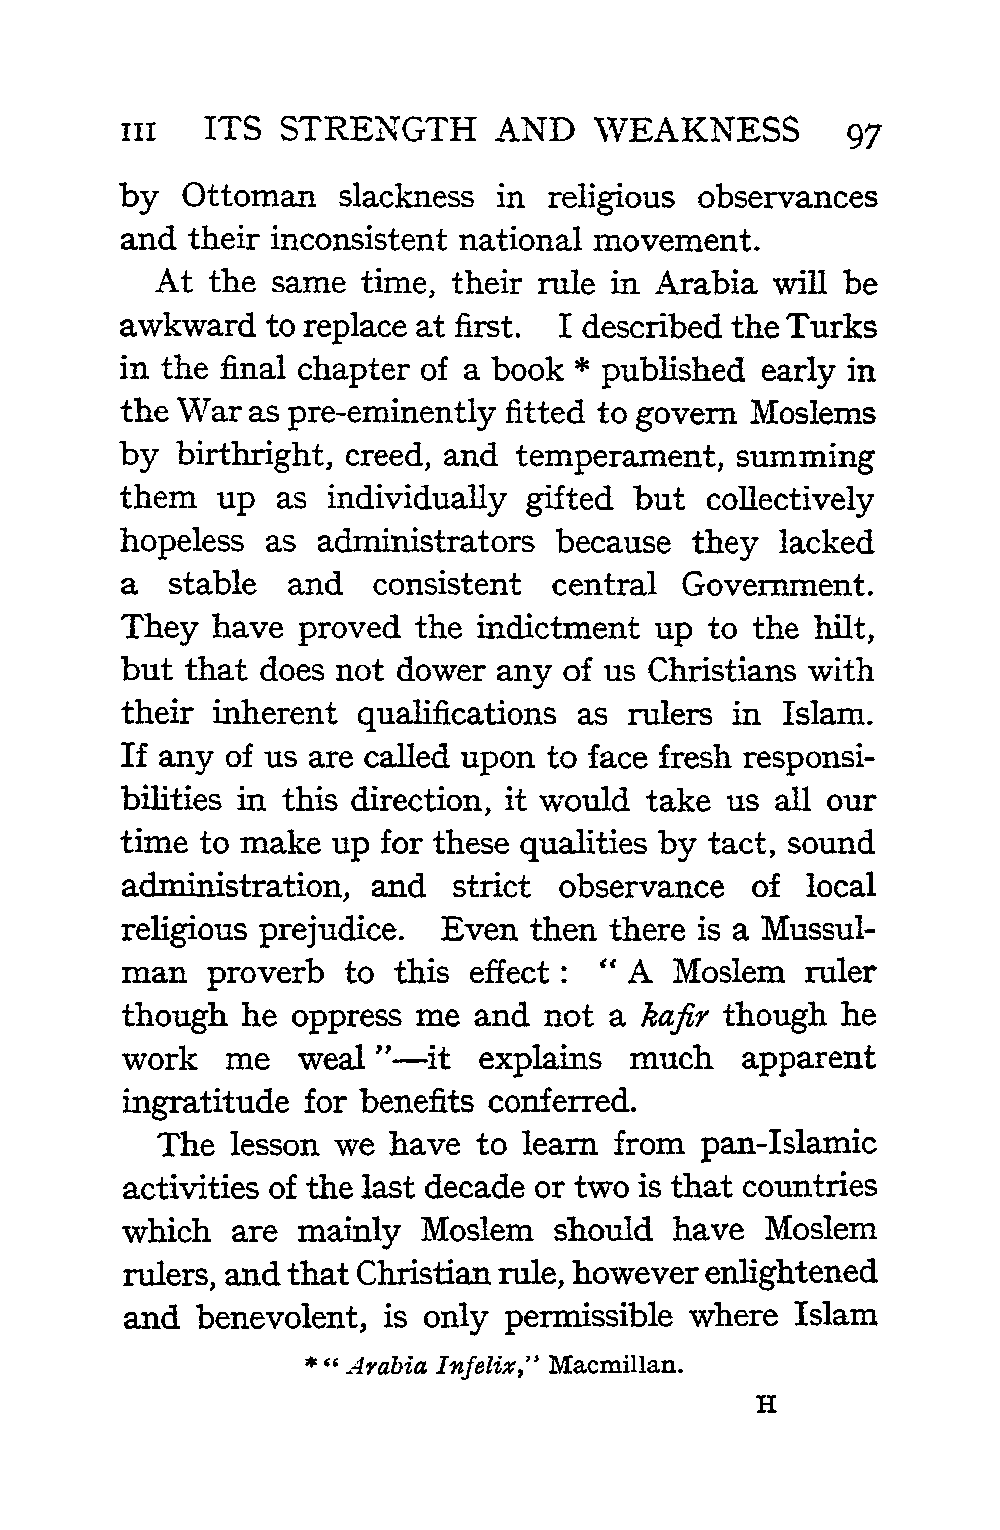 III ITS STRENGTH AND WEAKNESS 97
by Ottoman slackness in religious observances
and their inconsistent national movement.
At the same time, their rule in Arabia will be
awkward to replace at first. I described the Turks
in the final chapter of a book * published early in
the War as pre-eminently fitted to govern Moslems
by birthright, creed, and temperament, summing
them up as individually gifted but collectively
hopeless as administrators because they lacked
a stable and consistent central Government.
They have proved the indictment up to the hilt,
but that does not dower any of us Christians with
their inherent qualifications as rulers in Islam.
If any of us are called upon to face fresh responsi-
bilities in this direction, it would take us all our
time to make up for these qualities by tact, sound
administration, and strict observance of local
religious prejudice. Even then there is a Mussul-
man proverb to this effect : “ A Moslem ruler
though he oppress me and not a kafir though he
work me weal ”—it explains much apparent
ingratitude for benefits conferred.
The lesson we have to learn from pan-Islamic
activities of the last decade or two is that countries
which are mainly Moslem should have Moslem
rulers, and that Christian rule, however enlightened
and benevolent, is only permissible where Islam
* “ Arabia Infelix,” Macmillan.
H